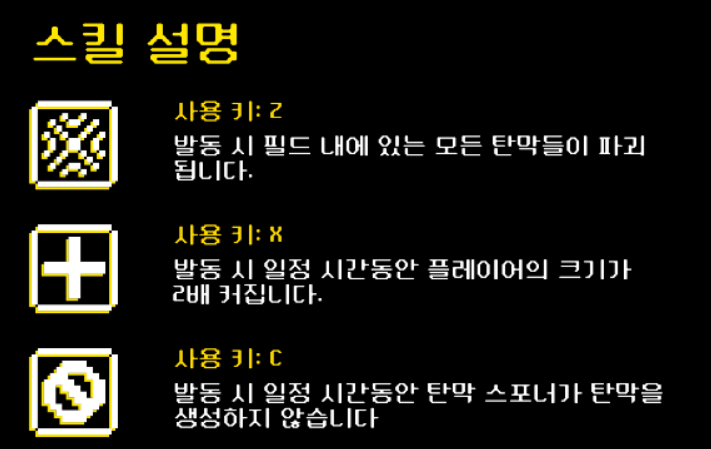 스킬 설명
사용 키: Z
발동 시 필드 내에 있는 모든 탄막들이 파괴
됩니다.
사용 키: X
발동 시 일정 시간동안 플레이어의 크기가
2배 커집니다.
사용 키: C
발동 시 일정 시간동안 탄막 스포너가 탄막을
생성하지 않습니다